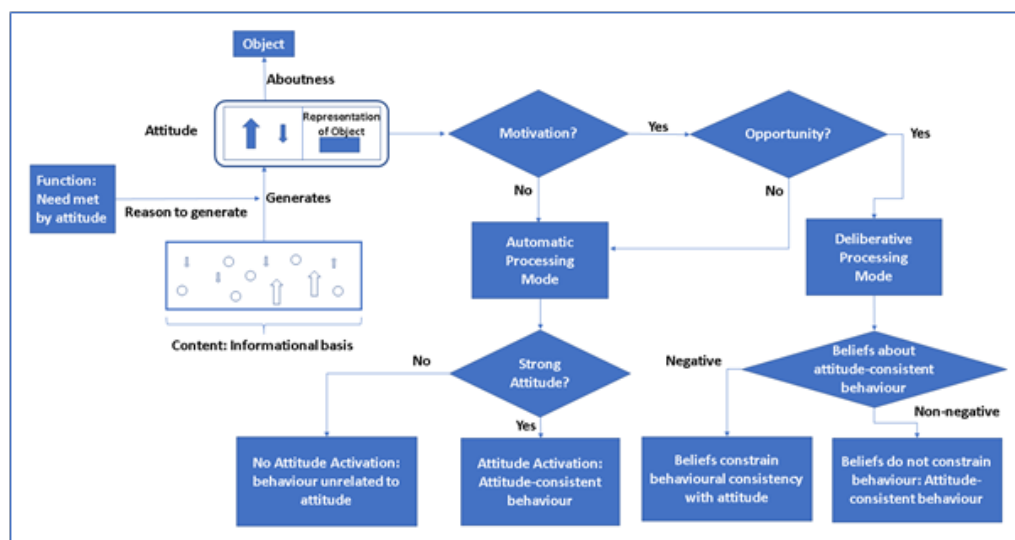 Object
Aboutness
Attitude
Representation
of Object
Motivation?
Yes
Opportunity?
Yes
Function:
Need met
by attitude
Reason to generate
Generates
No
No
Automatic
Processing
Mode
Deliberative
Processing
Mode
Content: Informational basis
No
Strong
Attitude?
Negative
Beliefs about
attitude-consistent
behaviour
Non-negative
Yes
No Attitude Activation:
behaviour unrelated to
attitude
Attitude Activation:
Attitude-consistent
behaviour
Beliefs constrain
behavioural consistency
with attitude
Beliefs do not constrain
behaviour: Attitude-
consistent behaviour